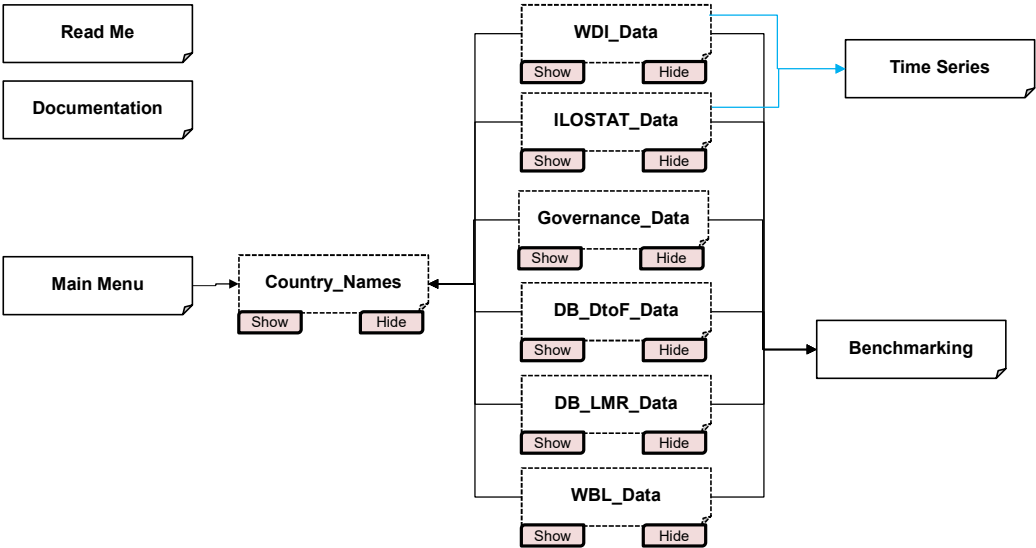 Read Me
Documentation
Main Menu
Country_Names
Show Hide
WDI_Data
Show Hide
ILOSTAT_Data
Show Hide
Governance_Data
Show Hide
DB_DtoF_Data
Show Hide
DB_LMR_Data
Show Hide
WBL_Data
Show Hide
Time Series
Benchmarking